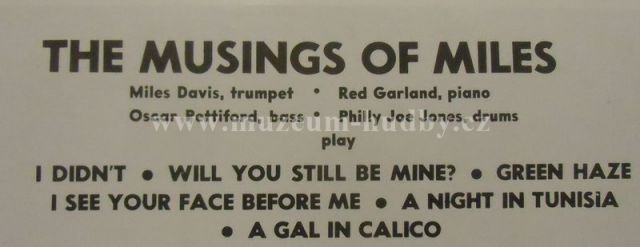 THE MUSINGS OF MILES
Miles Davis, trumpet • Red Garland, piano
Oscar Pettiford, bass • Philly Joe Jones, drums
www.muzeum-hudby.cz
play
I DIDN'T • WILL YOU STILL BE MINE? • GREEN HAZE
I SEE YOUR FACE BEFORE ME • A NIGHT IN TUNISiA
• A GAL IN CALICO